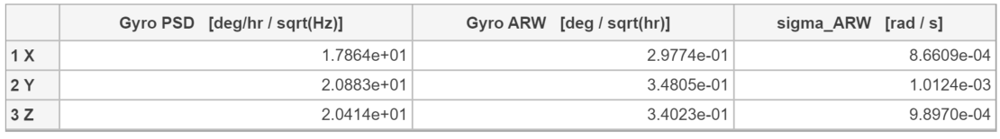 Gyro PSD [deg/hr / sqrt(Hz)] Gyro ARW [deg / sqrt(hr)] sigma_ARW [rad / s]
1 X 1.7864e+01 2.9774e-01 8.6609e-04
2 Y 2.0883e+01 3.4805e-01 1.0124e-03
3 Z 2.0414e+01 3.4023e-01 9.8970e-04